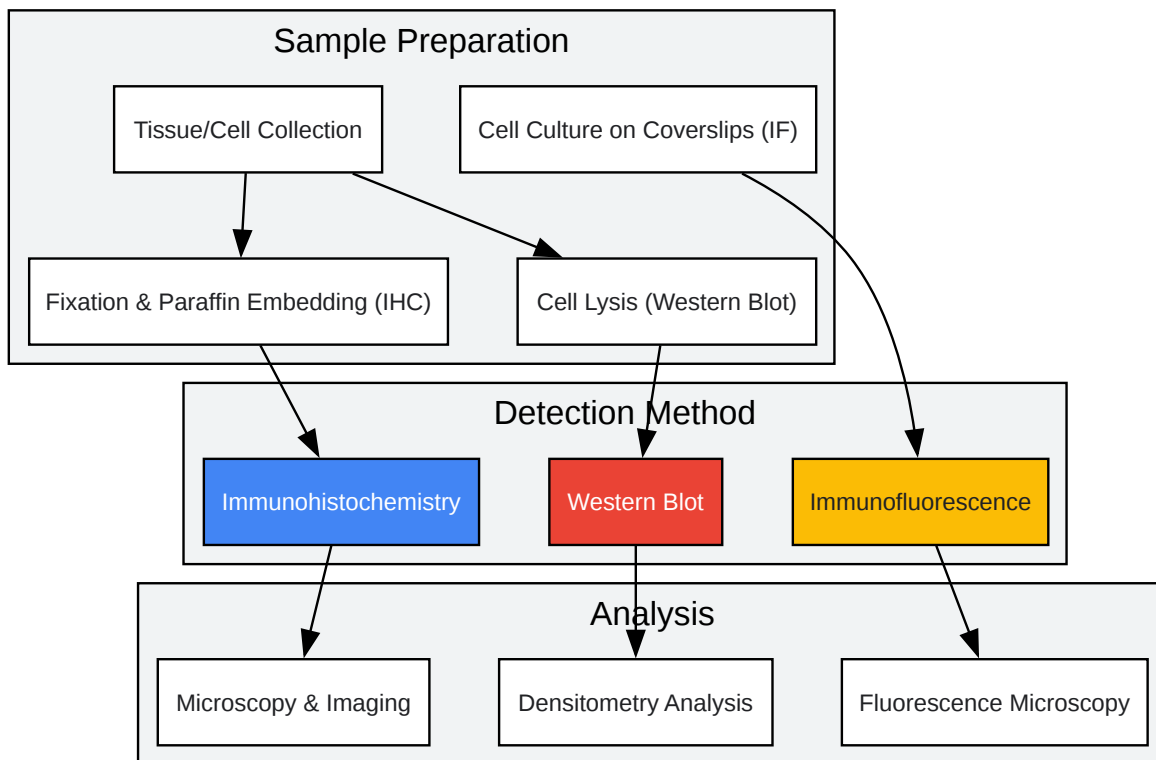 Sample Preparation
Tissue/Cell Collection
Cell Culture on Coverslips (IF)
Fixation & Paraffin Embedding (IHC)
Cell Lysis (Western Blot)
Detection Method
Immunohistochemistry
Western Blot
Immunofluorescence
Analysis
Microscopy & Imaging
Densitometry Analysis
Fluorescence Microscopy